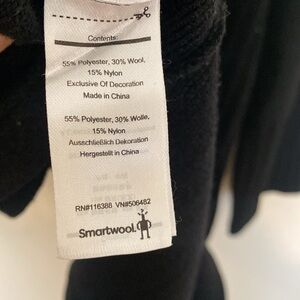 Contents:
55% Polyester, 30% Wool,
15% Nylon
Exclusive Of Decoration
Made in China
55% Polyester, 30% Wolle,
15% Nylon
Ausschließlich Dekoration
Hergestellt in China
RN#116388 VN#506482
Smartwool